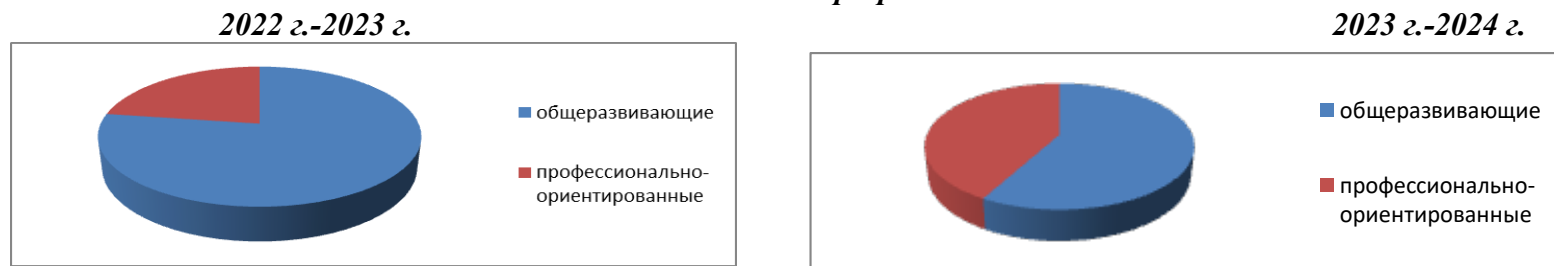 2022 г.-2023 г.
2023 г.-2024 г.
общеразвивающие
профессионально-
ориентированные
общеразвивающие
профессионально-
ориентированные